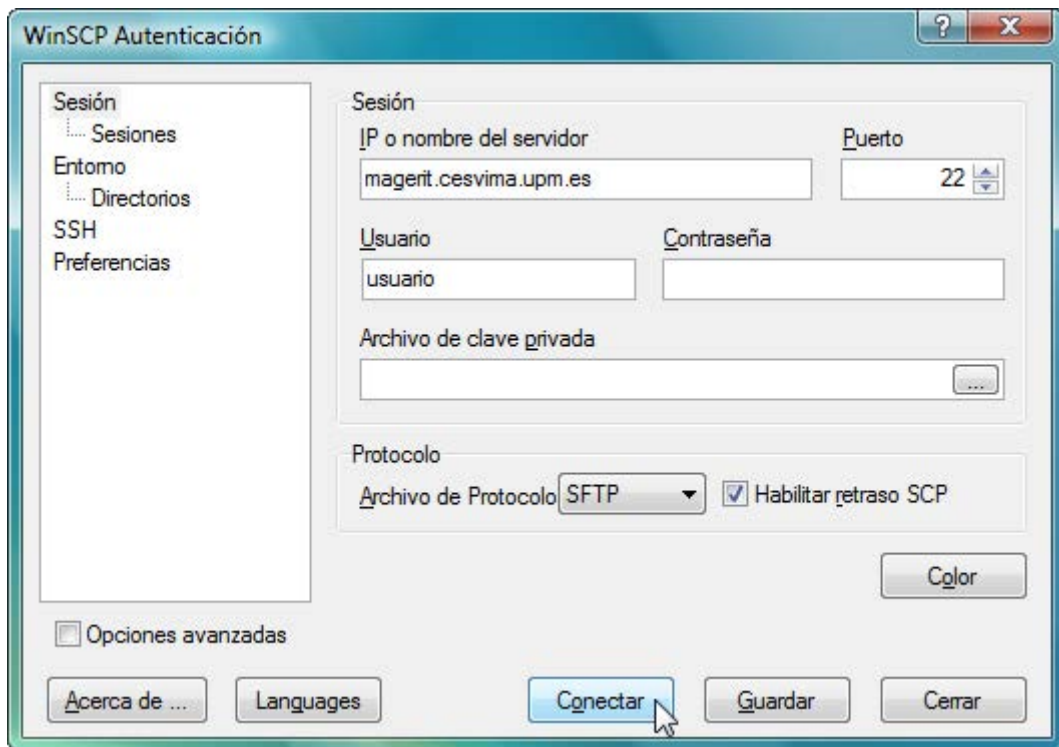 WinSCP Autenticación
?
Sesión
Sesiones
Entorno
Directorios
SSH
Preferencias
Sesión
IP o nombre del servidor
Puerto
magerit.cesvima.upm.es
22
Usuario
Contraseña
usuario
Archivo de clave privada
...
Protocolo
Archivo de Protocolo SFTP Habilitar retraso SCP
Color
Opciones avanzadas
Acerca de ... Languages Conectar Guardar Cerrar